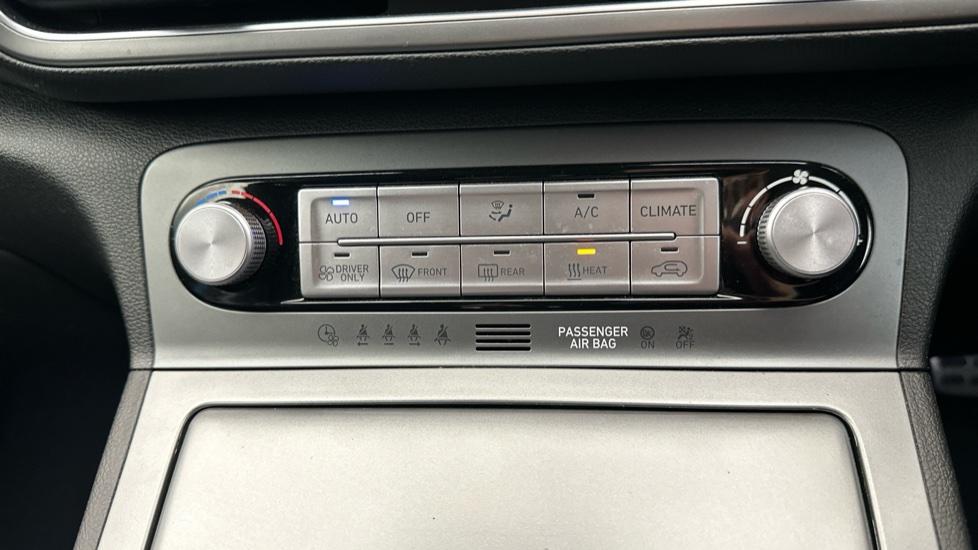 AUTO
OFF
A/C
CLIMATE
DRIVER
ONLY
FRONT
REAR
HEAT
PASSENGER
AIR BAG
ON
OFF